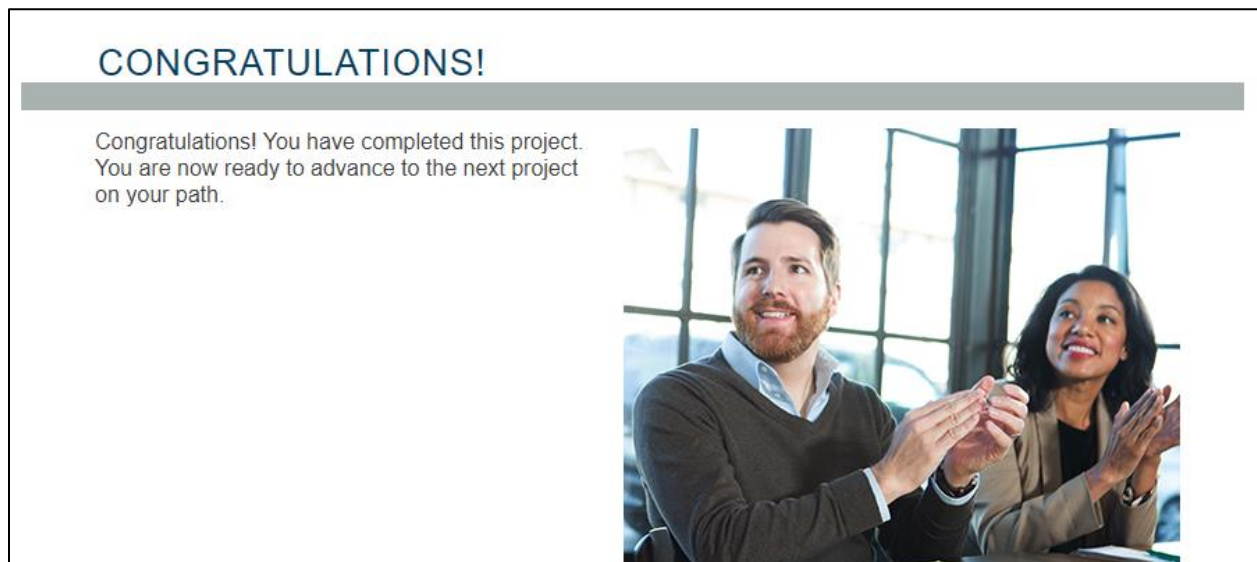 CONGRATULATIONS!
Congratulations! You have completed this project.
You are now ready to advance to the next project
on your path.